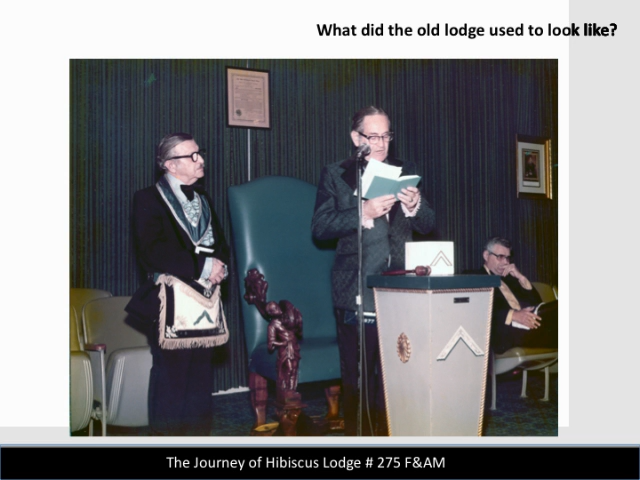 What did the old lodge used to look like?
The Journey of Hibiscus Lodge # 275 F&AM